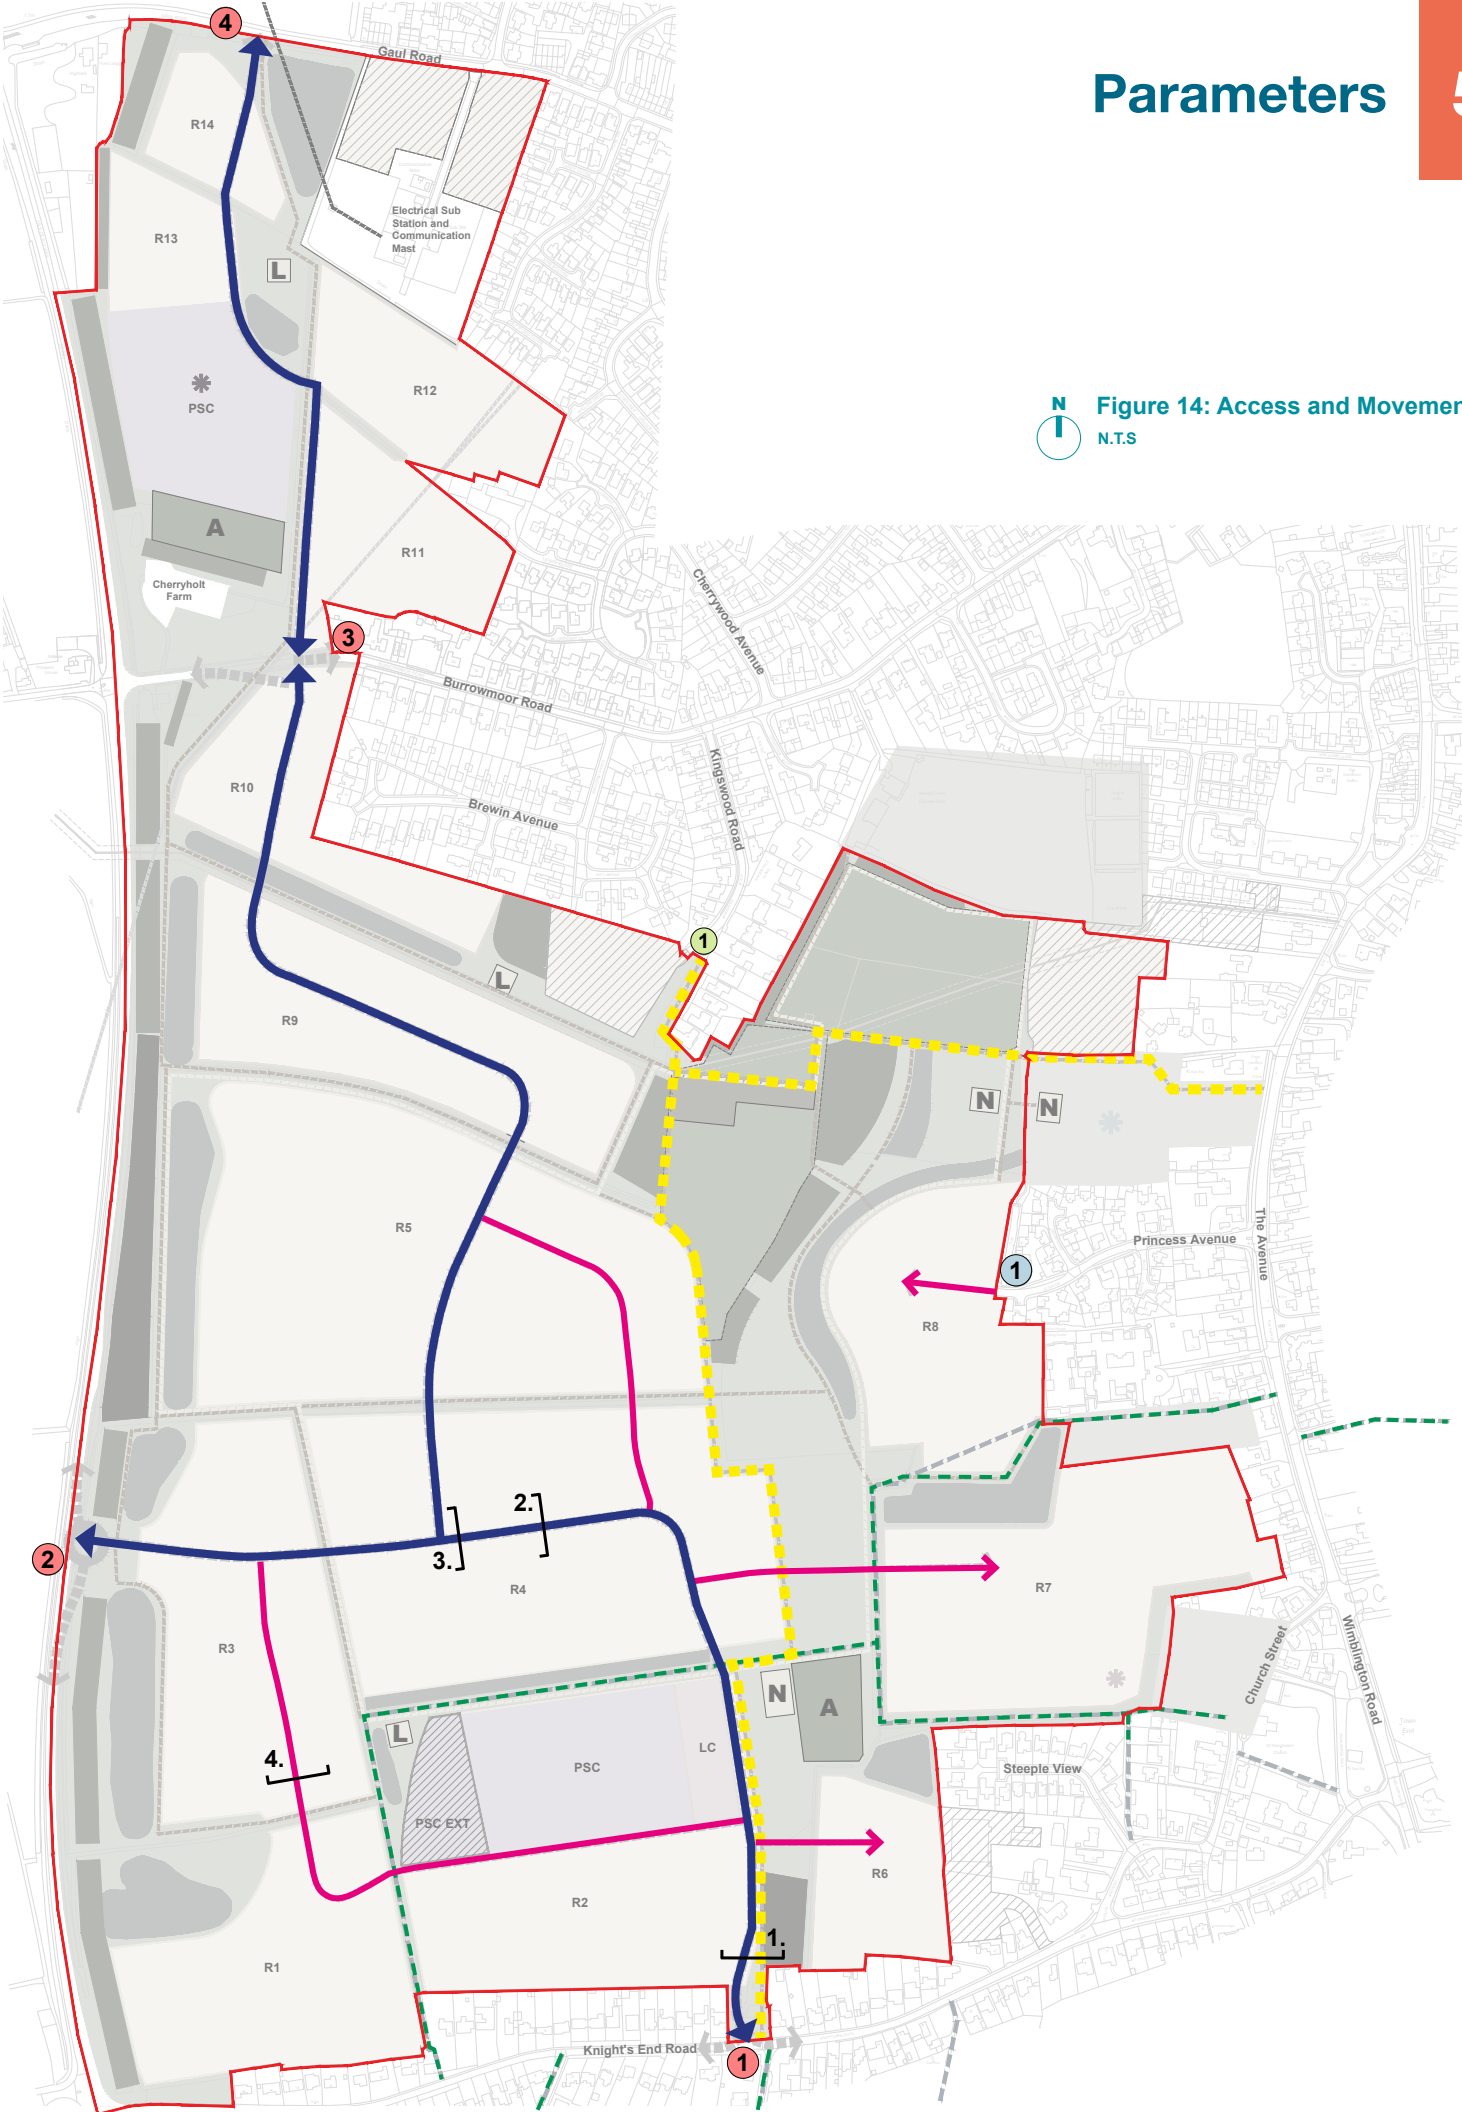 Parameters
5
Figure 14: Access and Movemen
N
N.T.S
4
Gaul Road
R14
Electrical Sub
Station and
Communication
Mast
R13
L
R12
PSC
A
R11
Cherryholt
Farm
3
Cherrywood Avenue
Burrowmoor Road
R10
Kingswood Road
Brewin Avenue
1
L
R9
N
N
R5
The Avenue
Princess Avenue
1
R8
2.
3.
2
R4
R7
R3
Church Street
Wimblington Road
N
A
L
LC
4.
PSC
Steeple View
PSC EXT
R6
R2
1.
R1
Knight's End Road
1